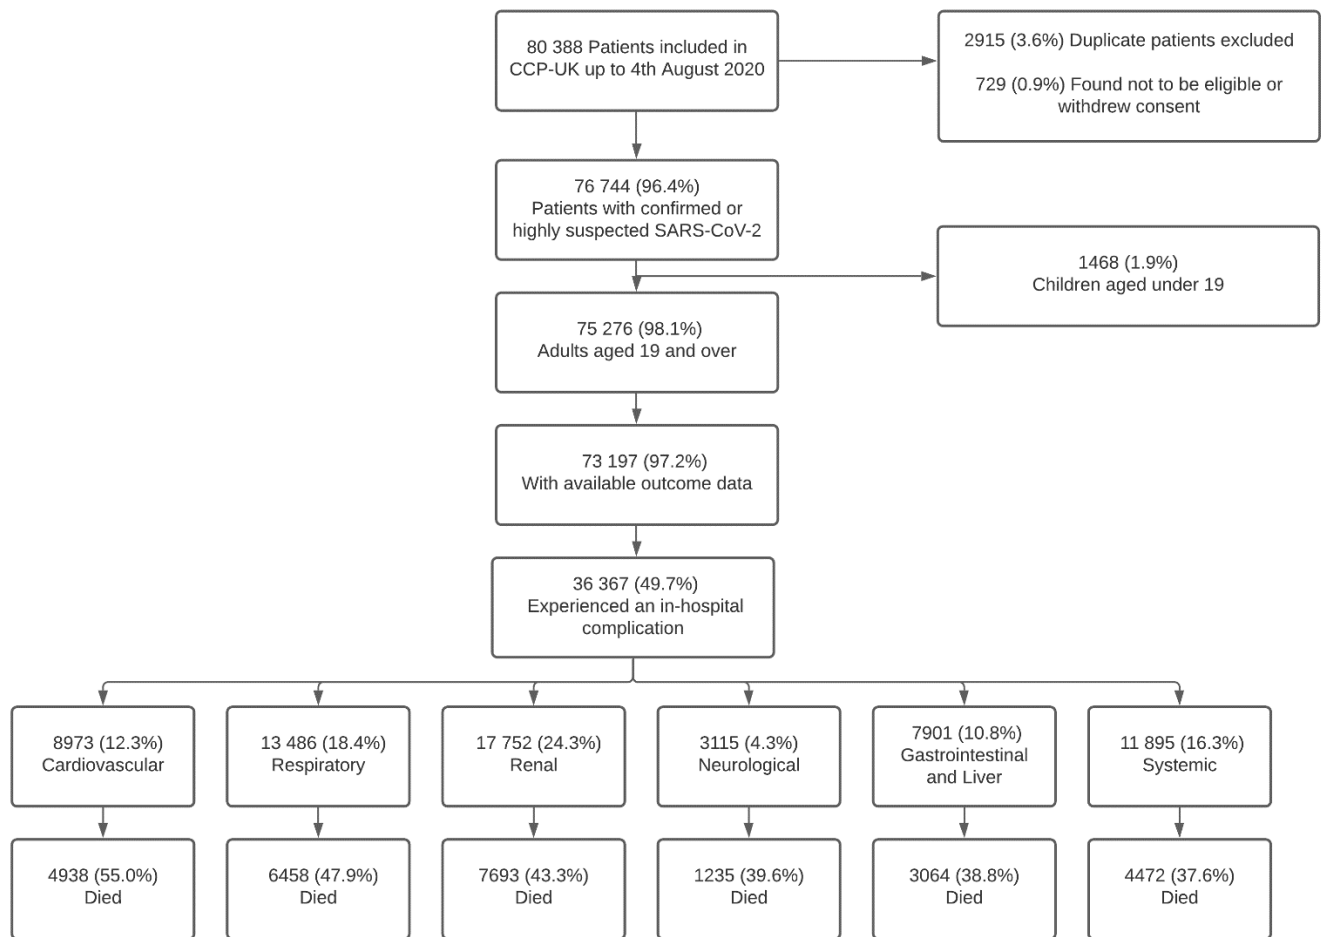 80 388 Patients included in
CCP-UK up to 4th August 2020
2915 (3.6%) Duplicate patients excluded
729 (0.9%) Found not to be eligible or
withdrew consent
76 744 (96.4%)
Patients with confirmed or
highly suspected SARS-CoV-2
1468 (1.9%)
Children aged under 19
75 276 (98.1%)
Adults aged 19 and over
73 197 (97.2%)
With available outcome data
36 367 (49.7%)
Experienced an in-hospital
complication
8973 (12.3%)
Cardiovascular
13 486 (18.4%)
Respiratory
17 752 (24.3%)
Renal
3115 (4.3%)
Neurological
7901 (10.8%)
Gastrointestinal
and Liver
11 895 (16.3%)
Systemic
4938 (55.0%)
Died
6458 (47.9%)
Died
7693 (43.3%)
Died
1235 (39.6%)
Died
3064 (38.8%)
Died
4472 (37.6%)
Died